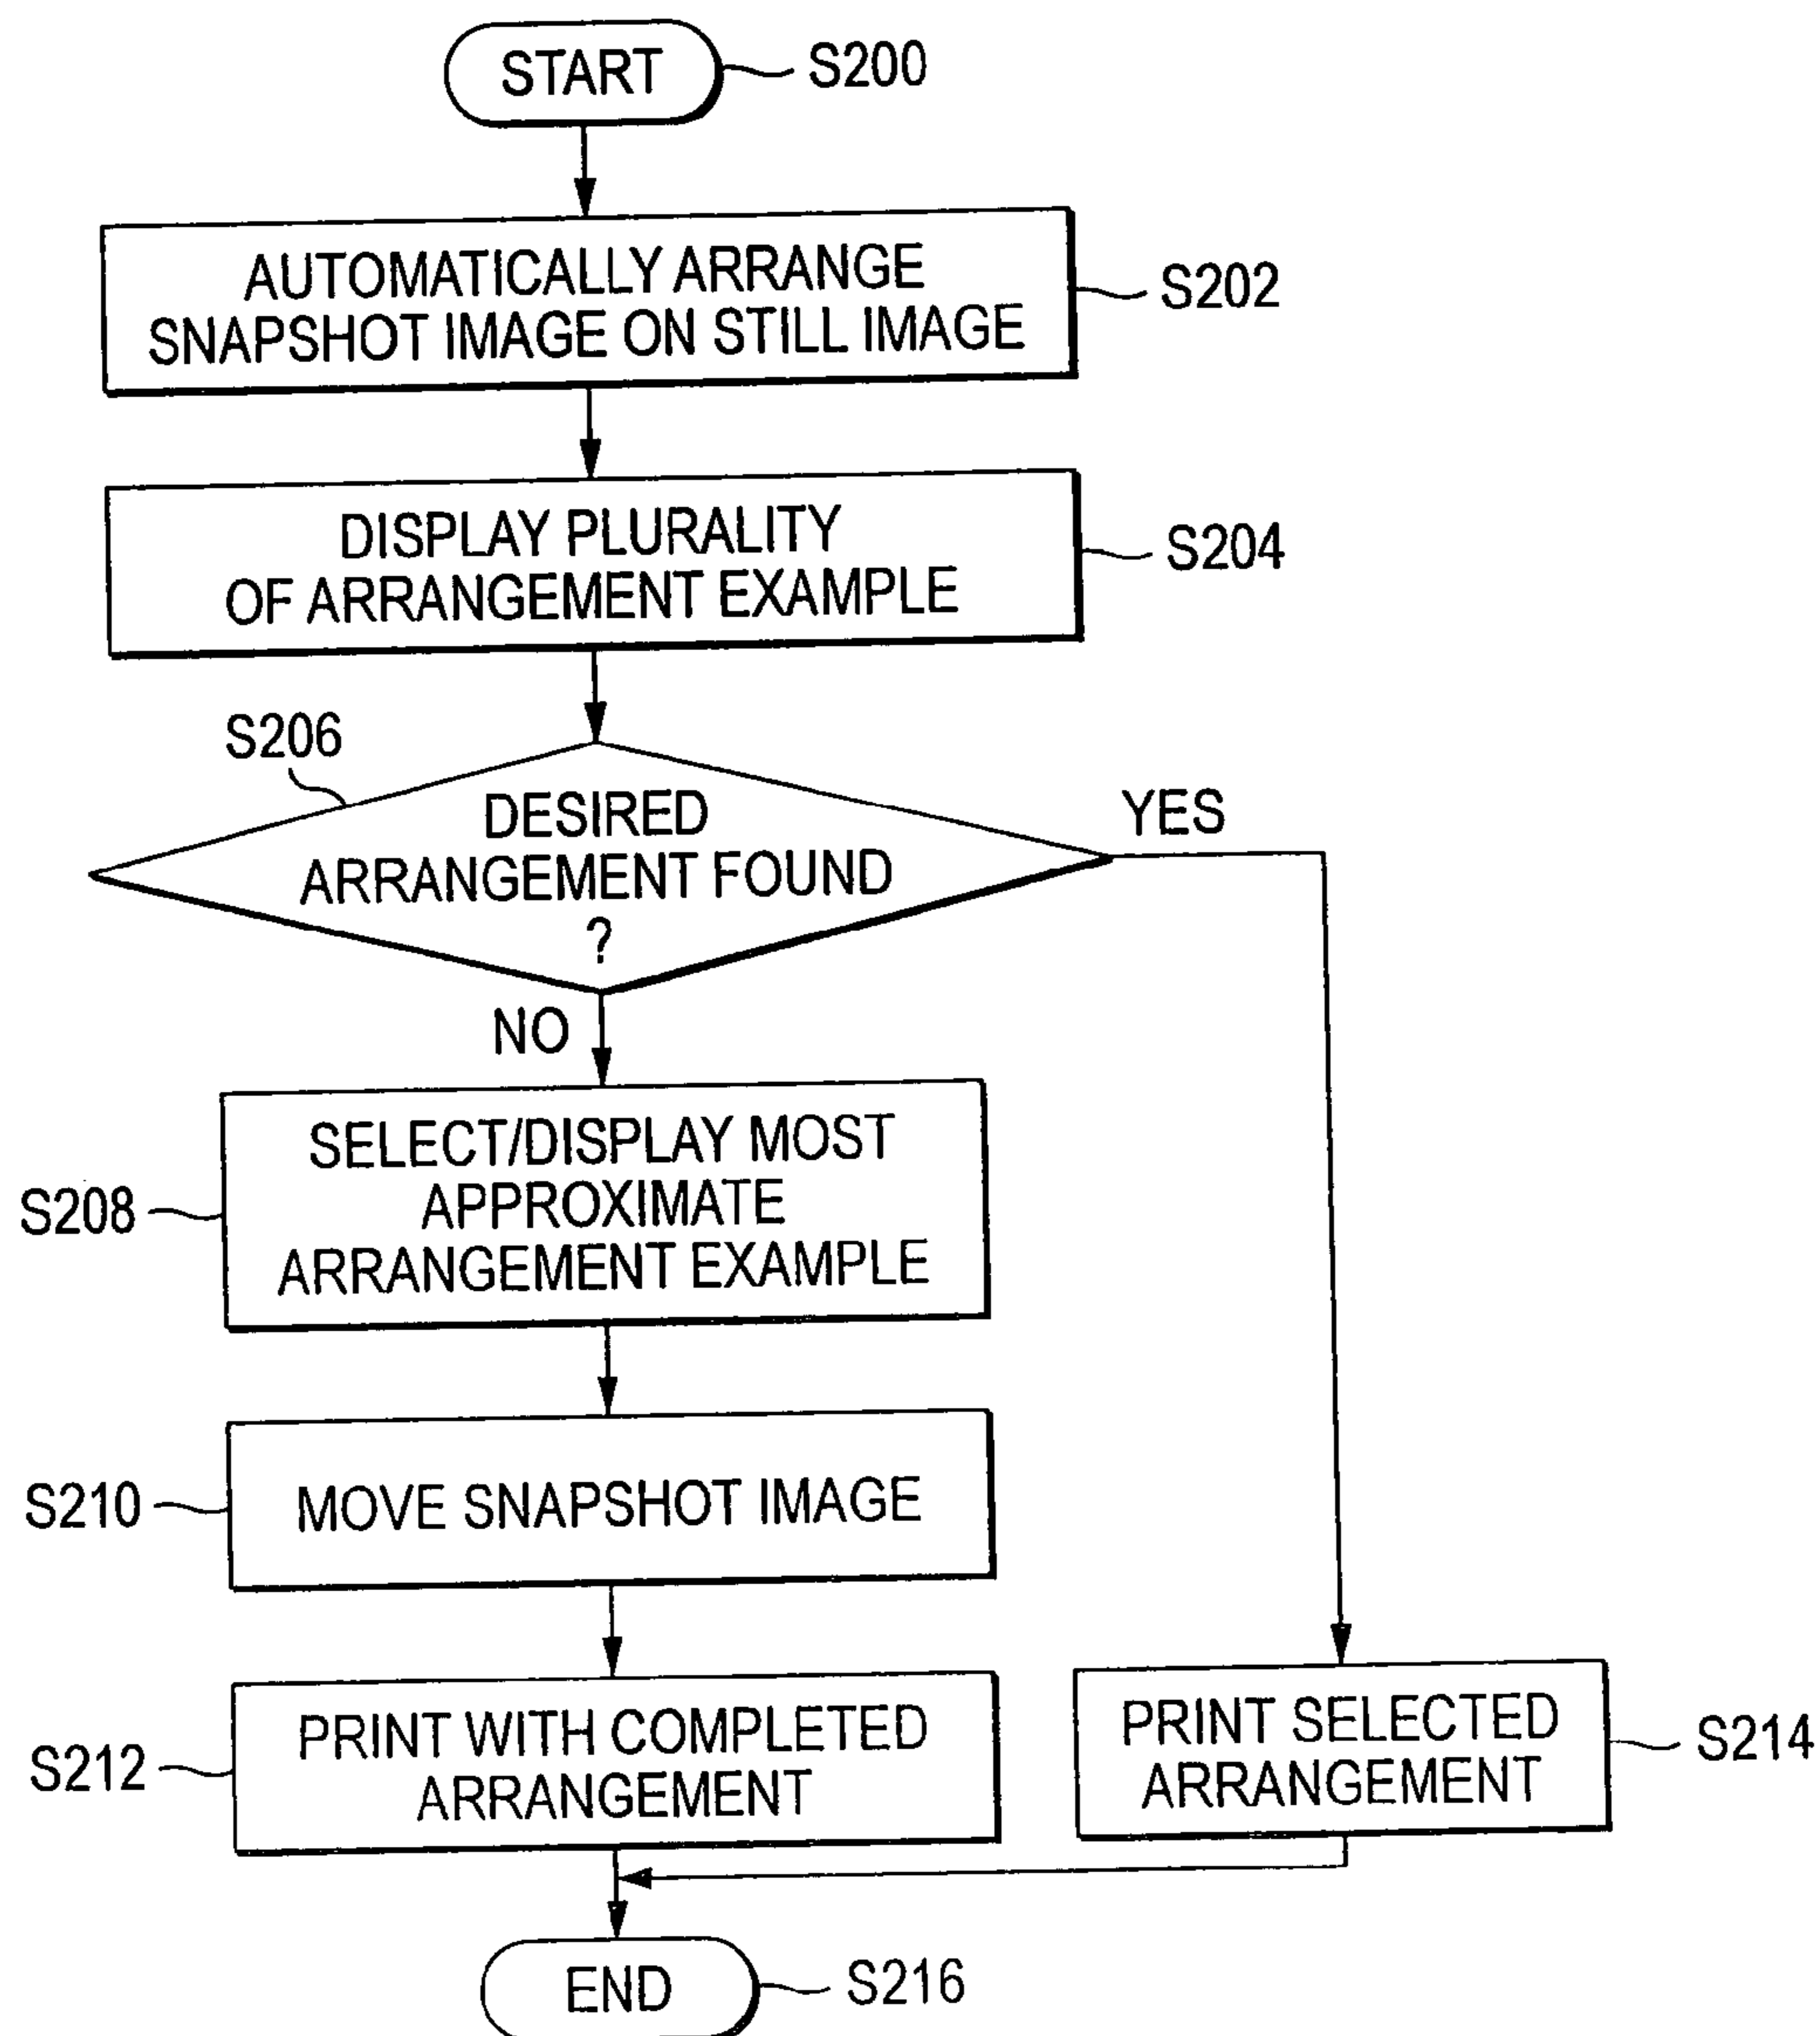 START
S200
AUTOMATICALLY ARRANGE
SNAPSHOT IMAGE ON STILL IMAGE
S202
DISPLAY PLURALITY
OF ARRANGEMENT EXAMPLE
S204
S206
DESIRED
ARRANGEMENT FOUND
?
YES
NO
SELECT/DISPLAY MOST
APPROXIMATE
ARRANGEMENT EXAMPLE
S208
MOVE SNAPSHOT IMAGE
S210
PRINT WITH COMPLETED
ARRANGEMENT
S212
PRINT SELECTED
ARRANGEMENT
S214
END
S216